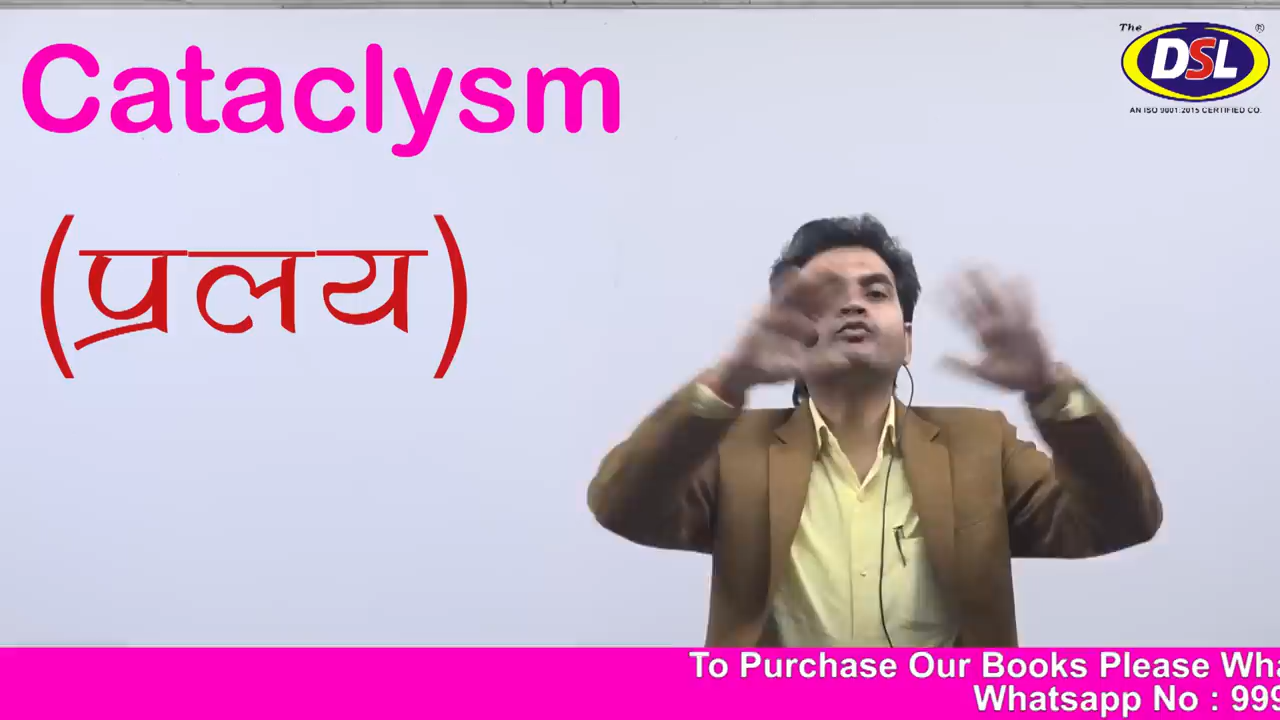 Cataclysm
(प्रलय)
The
DSL
®
AN ISO 9001:2015 CERTIFIED CO.
To Purchase Our Books Please Wha
Whatsapp No : 999